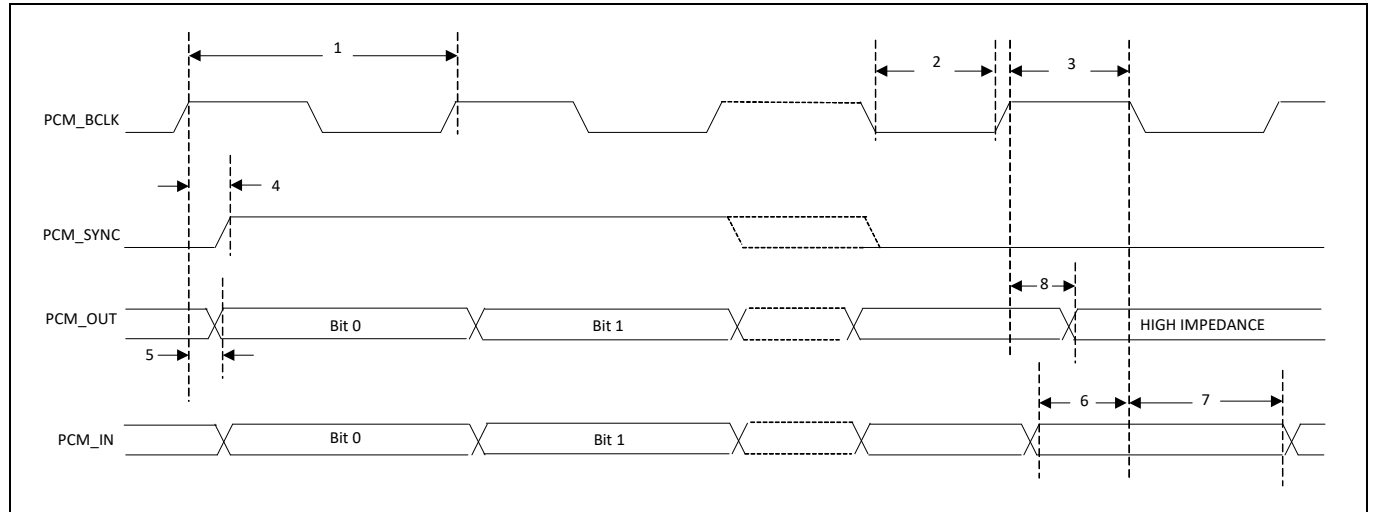 1
2
3
PCM_BCLK
4
PCM_SYNC
8
PCM_OUT
Bit 0
Bit 1
HIGH IMPEDANCE
5
6
7
PCM_IN
Bit 0
Bit 1